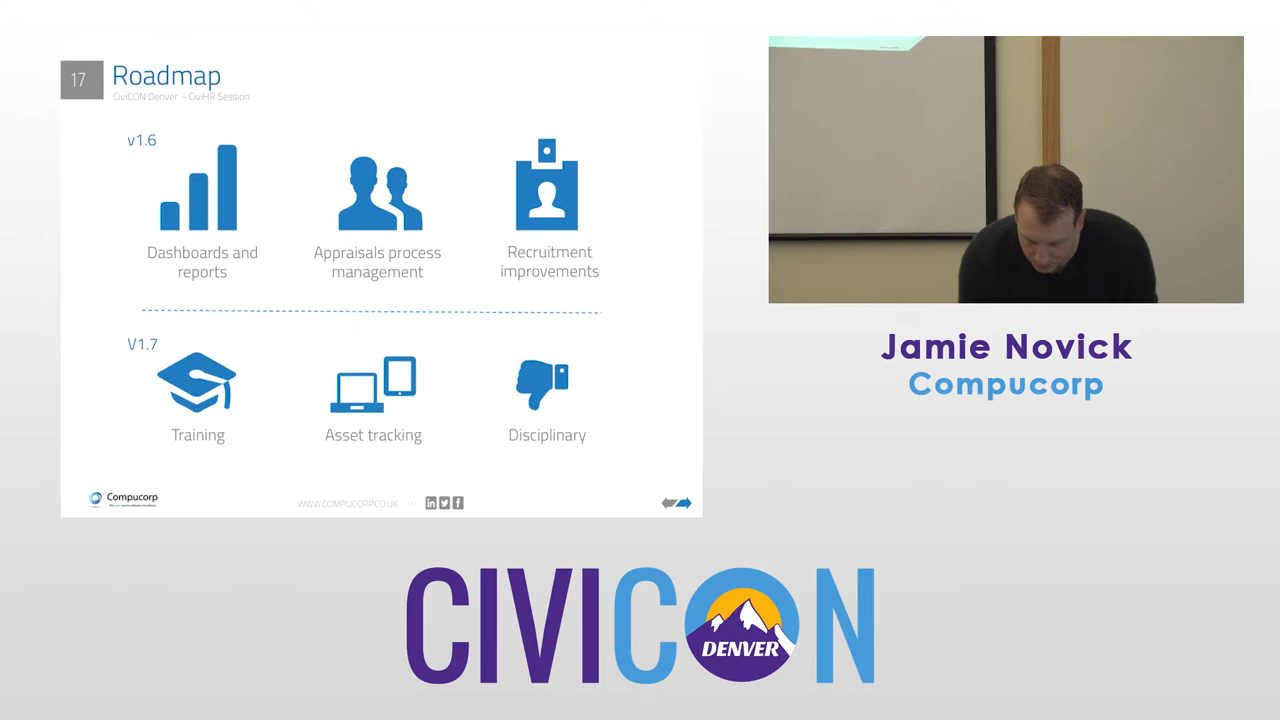 17
Roadmap
CiviCON Denver – CiviHR Session
v1.6
Dashboards and
reports
Appraisals process
management
Recruitment
improvements
V1.7
Training
Asset tracking
Disciplinary
Compucorp
WWW.COMPUCORP.CO.UK
in
f
Jamie Novick
Compucorp
CIVICON
DENVER